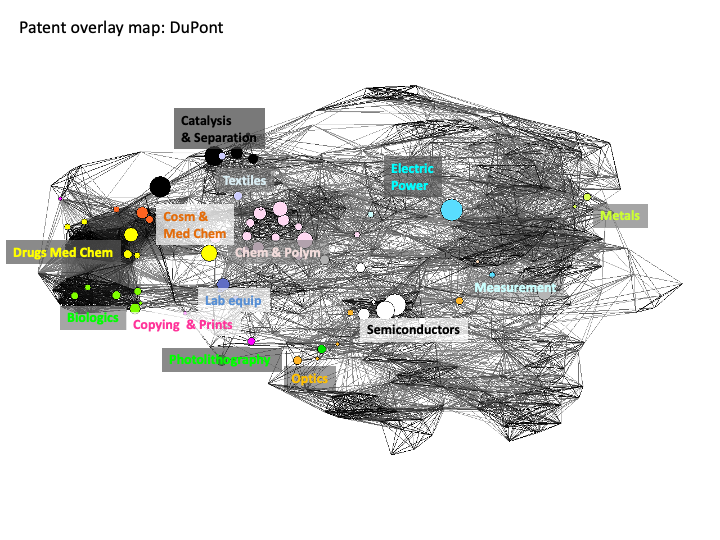 Patent overlay map: DuPont
Catalysis
& Separation
Textiles
Electric
Power
Cosm &
Med Chem
Metals
Drugs Med Chem
Chem & Polym
Measurement
Lab equip
Biologics
Copying & Prints
Semiconductors
Photolithography
Optics